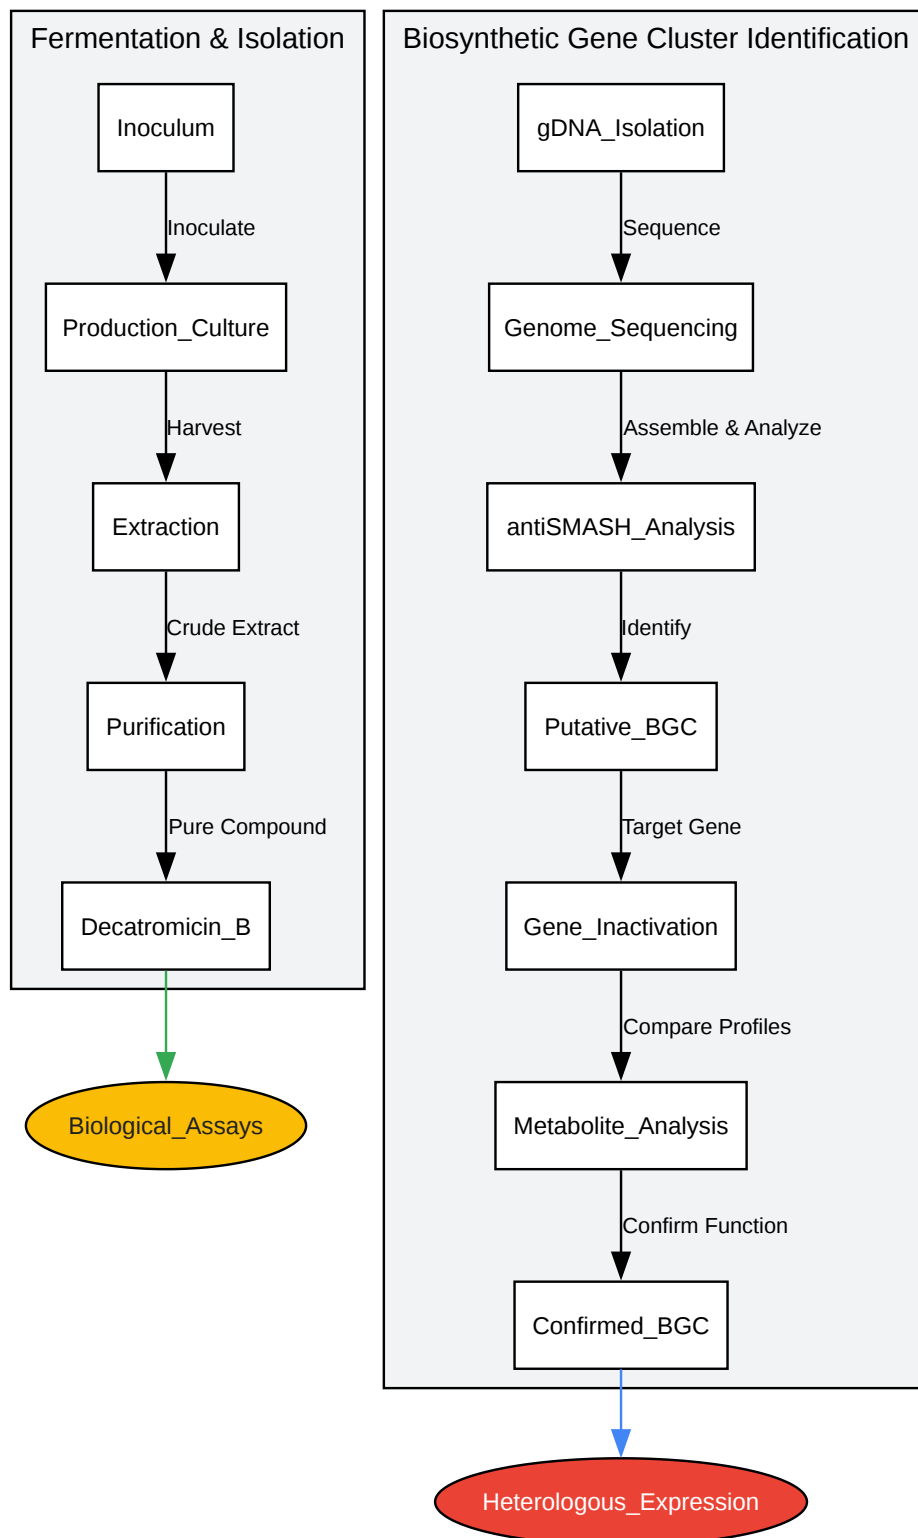 Fermentation & Isolation
Inoculum
Inoculate
Production_Culture
Harvest
Extraction
Crude Extract
Purification
Pure Compound
Decatromicin_B
Biological_Assays
Biosynthetic Gene Cluster Identification
gDNA_Isolation
Sequence
Genome_Sequencing
Assemble & Analyze
antiSMASH_Analysis
Identify
Putative_BGC
Target Gene
Gene_Inactivation
Compare Profiles
Metabolite_Analysis
Confirm Function
Confirmed_BGC
Heterologous_Expression